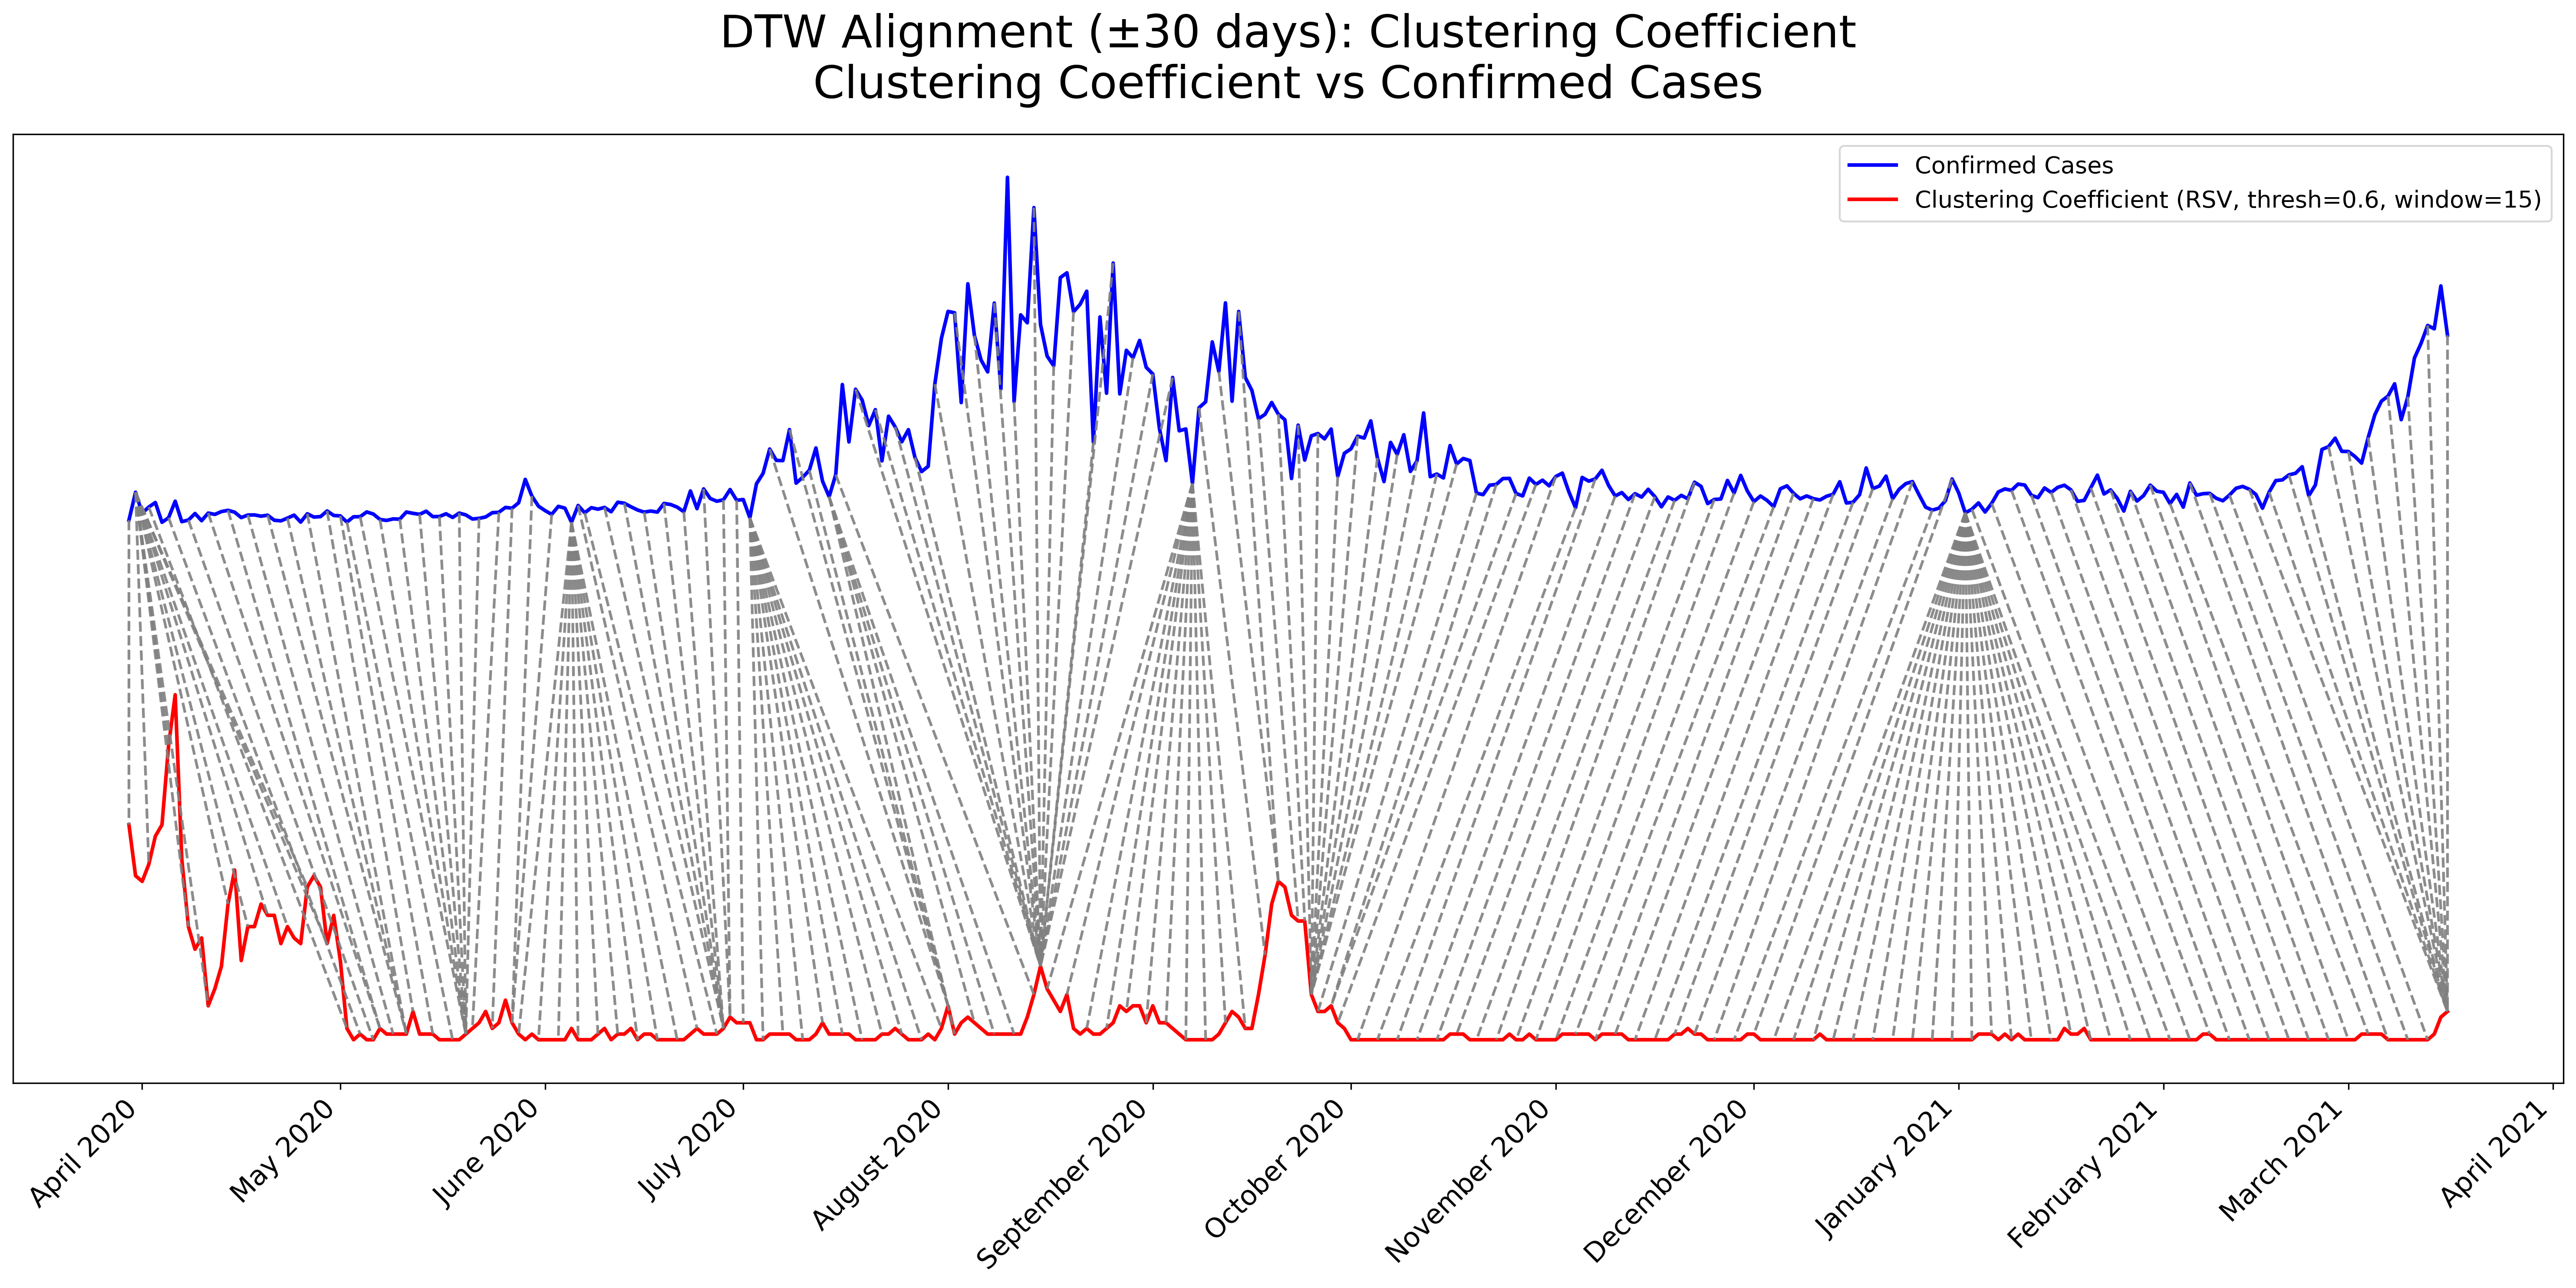 DTW Alignment (±30 days): Clustering Coefficient
Clustering Coefficient vs Confirmed Cases
Confirmed Cases
Clustering Coefficient (RSV, thresh=0.6, window=15)
April 2020
May 2020
June 2020
July 2020
August 2020
September 2020
October 2020
November 2020
December 2020
January 2021
February 2021
March 2021
April 2021